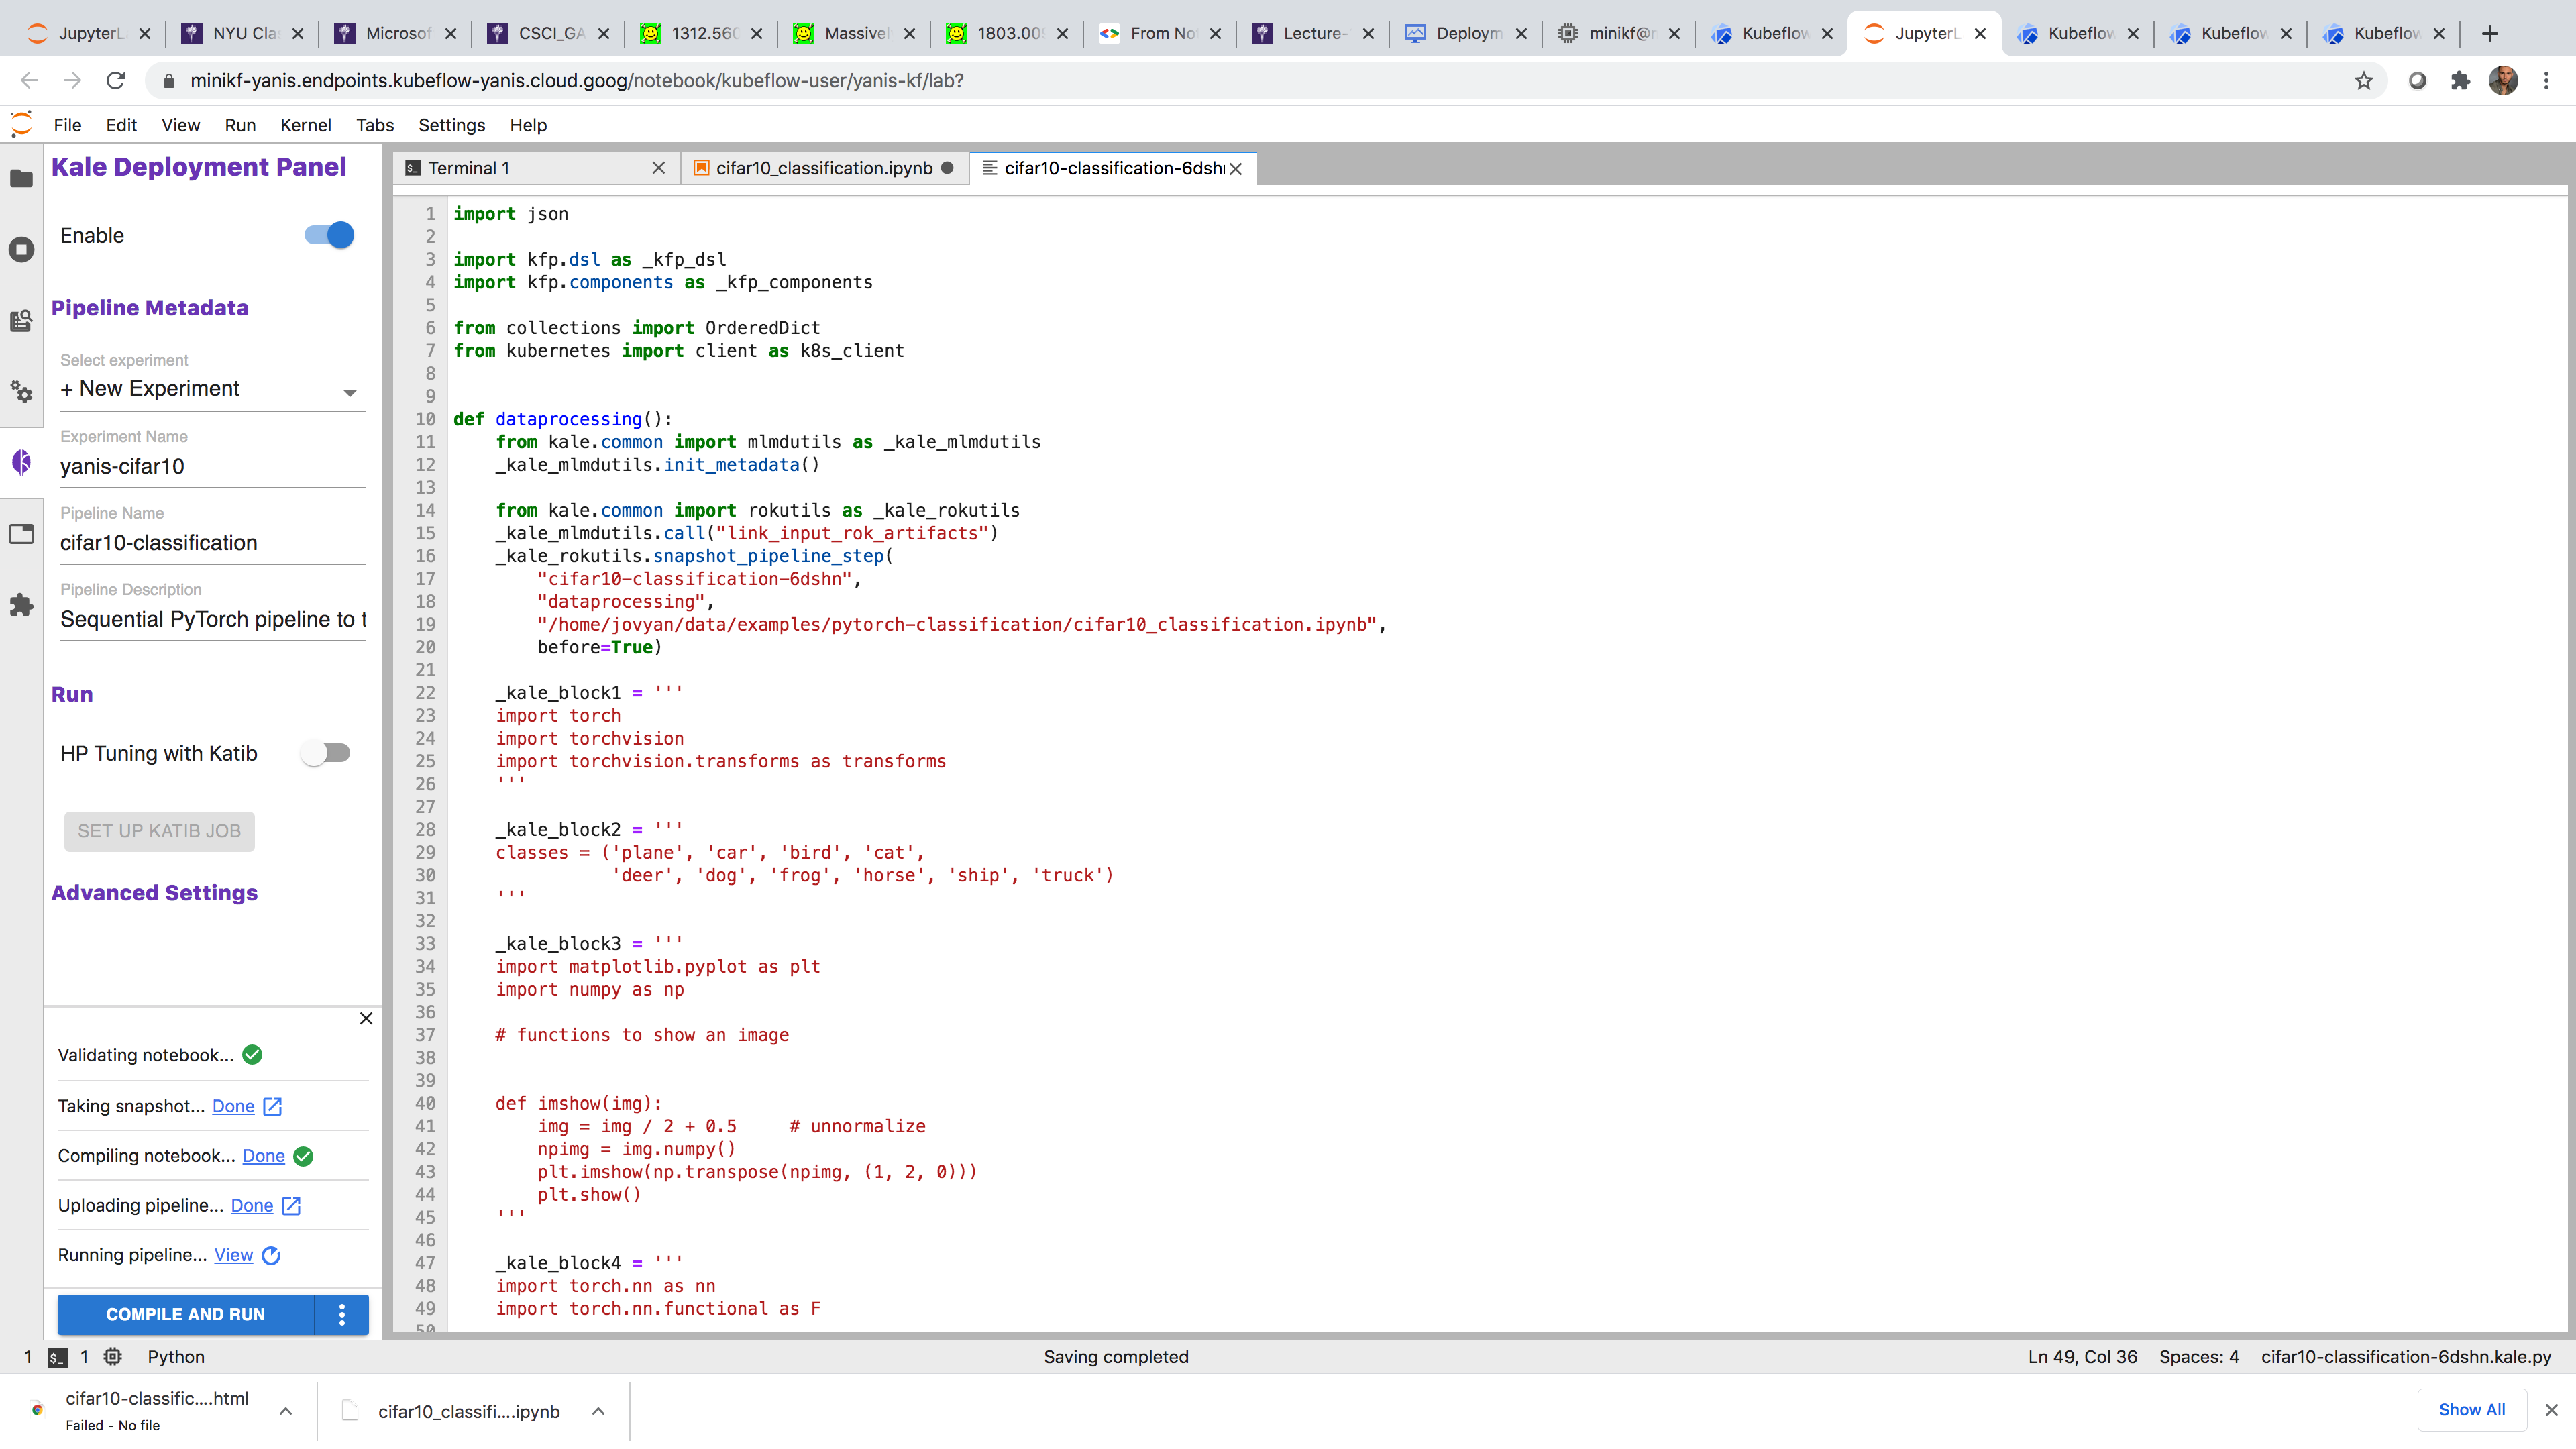 JupyterL
NYU Clas
Microsof
CSCI_GA
1312.560
Massivel
1803.009
From No
Lecture-
Deploym
minikf@
Kubeflow
JupyterL
Kubeflow
Kubeflow
Kubeflow
minikf-yanis.endpoints.kubeflow-yanis.cloud.goog/notebook/kubeflow-user/yanis-kf/lab?
File Edit View Run Kernel Tabs Settings Help
Kale Deployment Panel
Enable
Pipeline Metadata
Select experiment
+ New Experiment
Experiment Name
yanis-cifar10
Pipeline Name
cifar10-classification
Pipeline Description
Sequential PyTorch pipeline to t
Run
HP Tuning with Katib
SET UP KATIB JOB
Advanced Settings
Validating notebook...
Taking snapshot... Done
Compiling notebook... Done
Uploading pipeline... Done
Running pipeline... View
COMPILE AND RUN
Terminal 1
cifar10_classification.ipynb
cifar10-classification-6dshn
1 import json
2
3 import kfp.dsl as _kfp_dsl
4 import kfp.components as _kfp_components
5
6 from collections import OrderedDict
7 from kubernetes import client as k8s_client
8
9
10 def dataprocessing():
11     from kale.common import mlmdutils as _kale_mlmdutils
12     _kale_mlmdutils.init_metadata()
13
14     from kale.common import rokutils as _kale_rokutils
15     _kale_mlmdutils.call("link_input_rok_artifacts")
16     _kale_rokutils.snapshot_pipeline_step(
17         "cifar10-classification-6dshn",
18         "dataprocessing",
19         "/home/jovyan/data/examples/pytorch-classification/cifar10_classification.ipynb",
20         before=True)
21
22     _kale_block1 = '''
23     import torch
24     import torchvision
25     import torchvision.transforms as transforms
26     '''
27
28     _kale_block2 = '''
29     classes = ('plane', 'car', 'bird', 'cat',
30                'deer', 'dog', 'frog', 'horse', 'ship', 'truck')
31     '''
32
33     _kale_block3 = '''
34     import matplotlib.pyplot as plt
35     import numpy as np
36
37     # functions to show an image
38
39
40     def imshow(img):
41         img = img / 2 + 0.5     # unnormalize
42         npimg = img.numpy()
43         plt.imshow(np.transpose(npimg, (1, 2, 0)))
44         plt.show()
45     '''
46
47     _kale_block4 = '''
48     import torch.nn as nn
49     import torch.nn.functional as F
50
1 $_ 1 Python
Saving completed
Ln 49, Col 36 Spaces: 4 cifar10-classification-6dshn.kale.py
cifar10-classific....html
Failed - No file
cifar10_classifi....ipynb
Show All